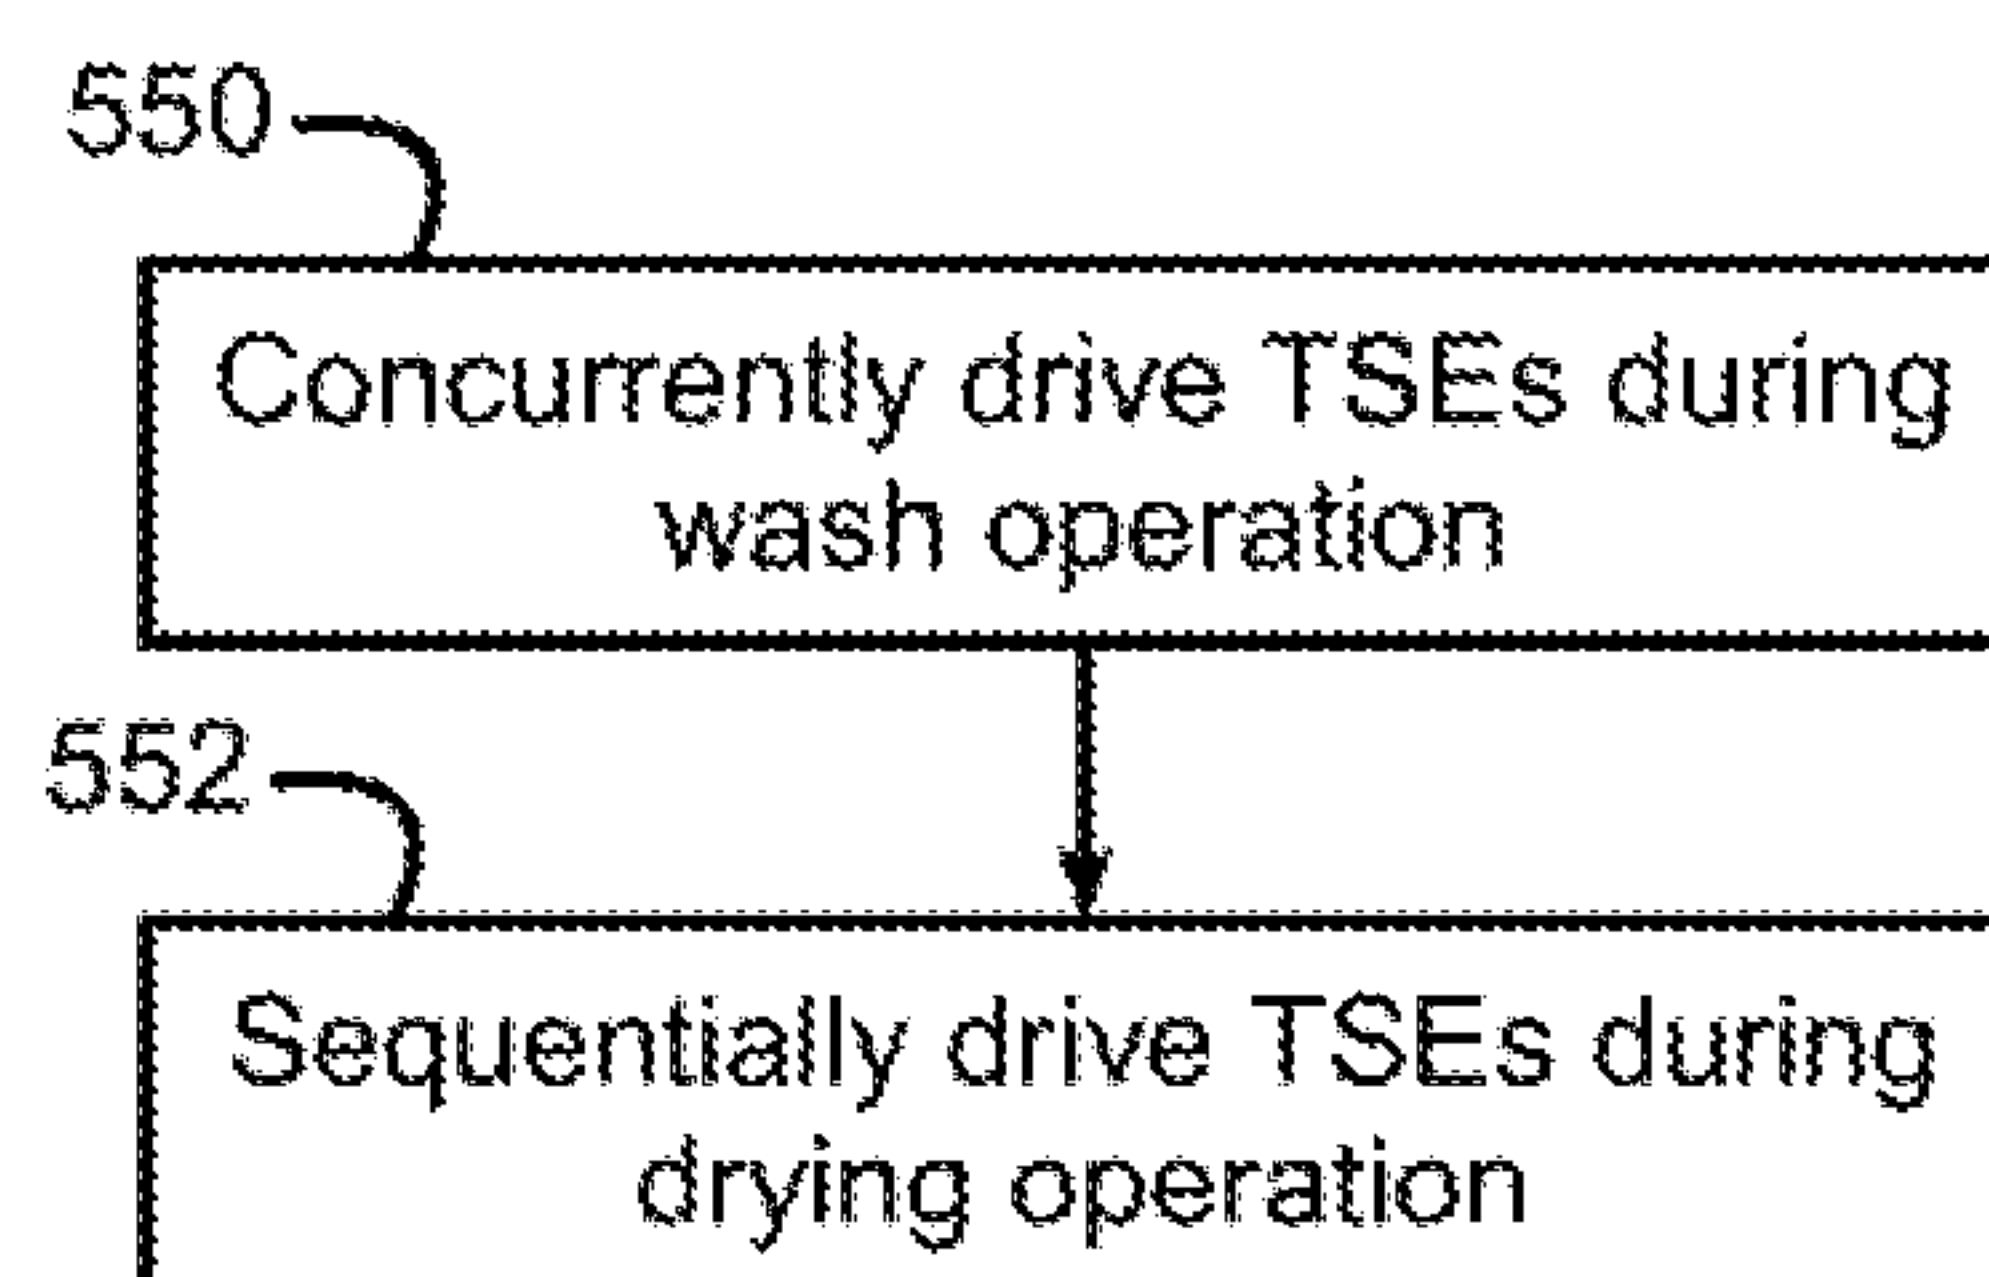 550
Concurrently drive TSEs during
wash operation
552
Sequentially drive TSEs during
drying operation